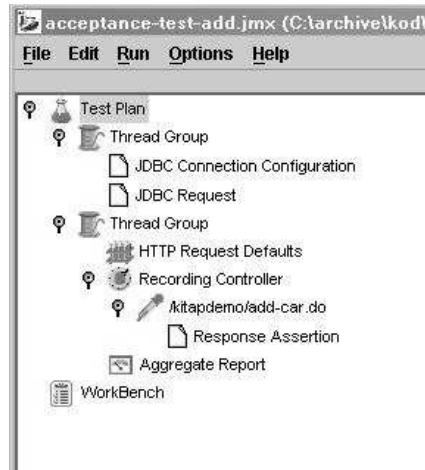 acceptance-test-add.jmx (C:\archive\kod\
File Edit Run Options Help
Test Plan
Thread Group
JDBC Connection Configuration
JDBC Request
Thread Group
HTTP Request Defaults
Recording Controller
/kitapdemo/add-car.do
Response Assertion
Aggregate Report
WorkBench